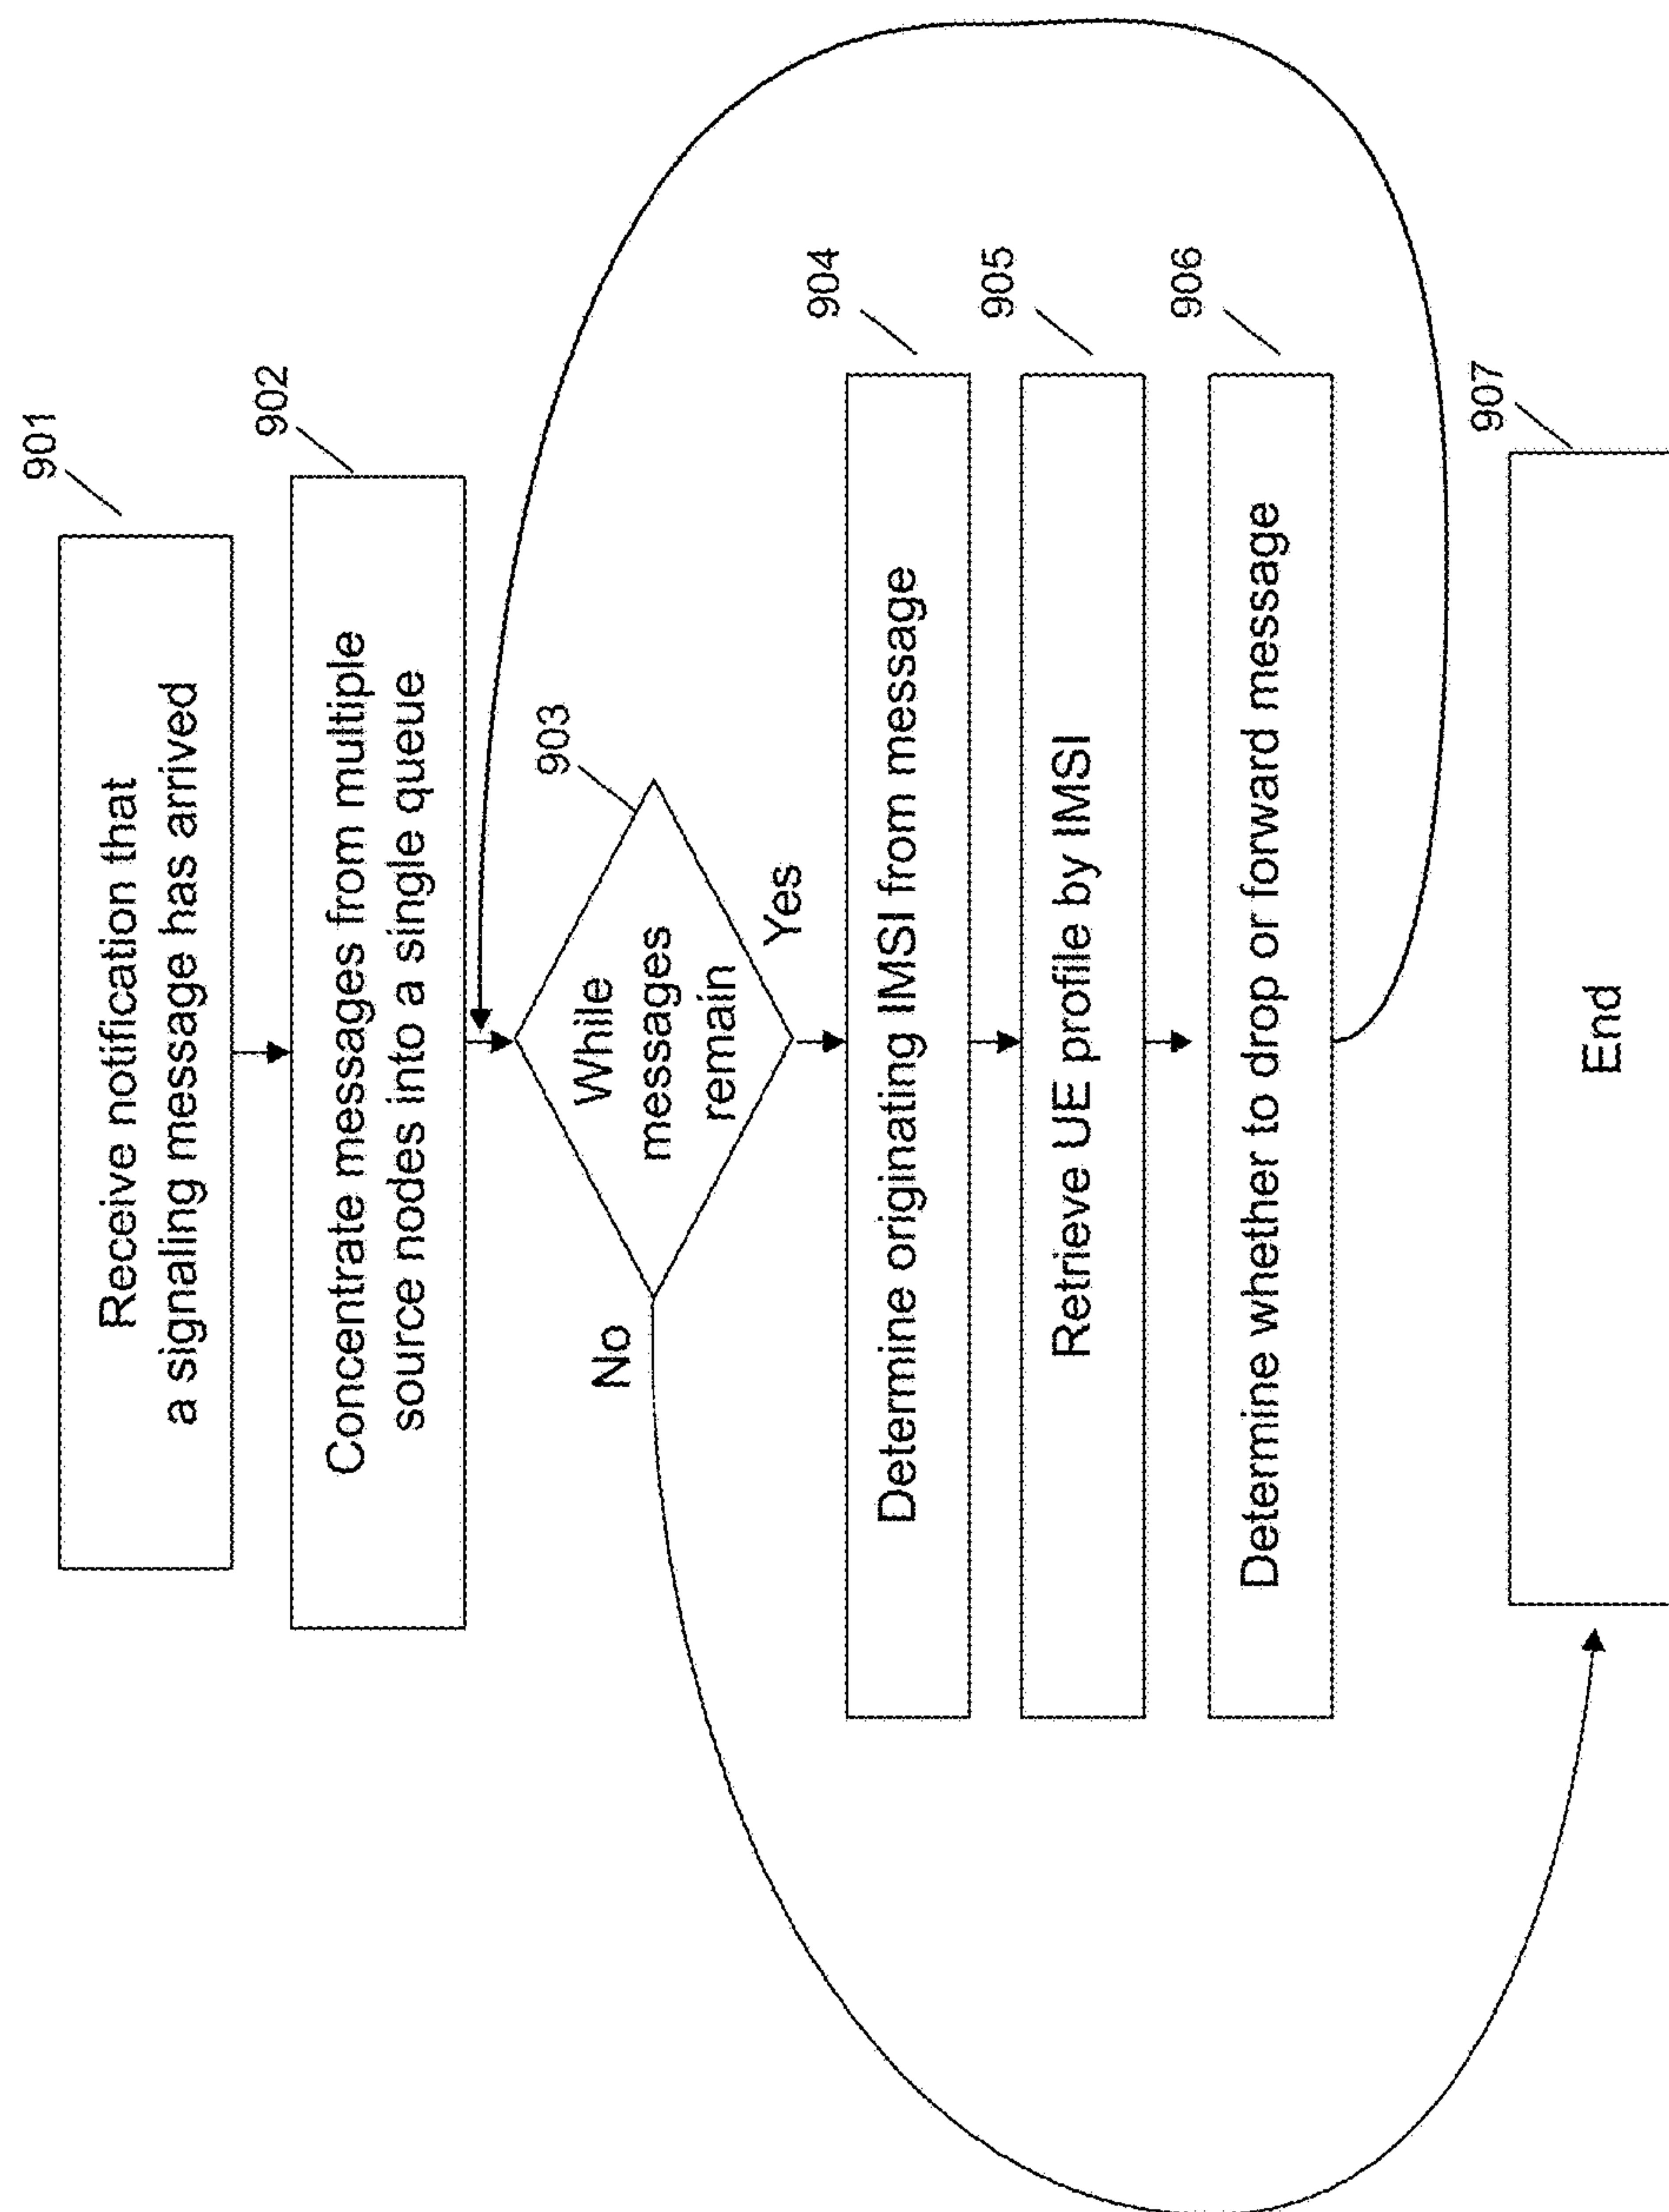 901
Receive notification that
a signaling message has arrived
902
Concentrate messages from multiple
source nodes into a single queue
903
While
messages
remain
Yes
No
904
Determine originating IMSI from message
905
Retrieve UE profile by IMSI
906
Determine whether to drop or forward message
907
End